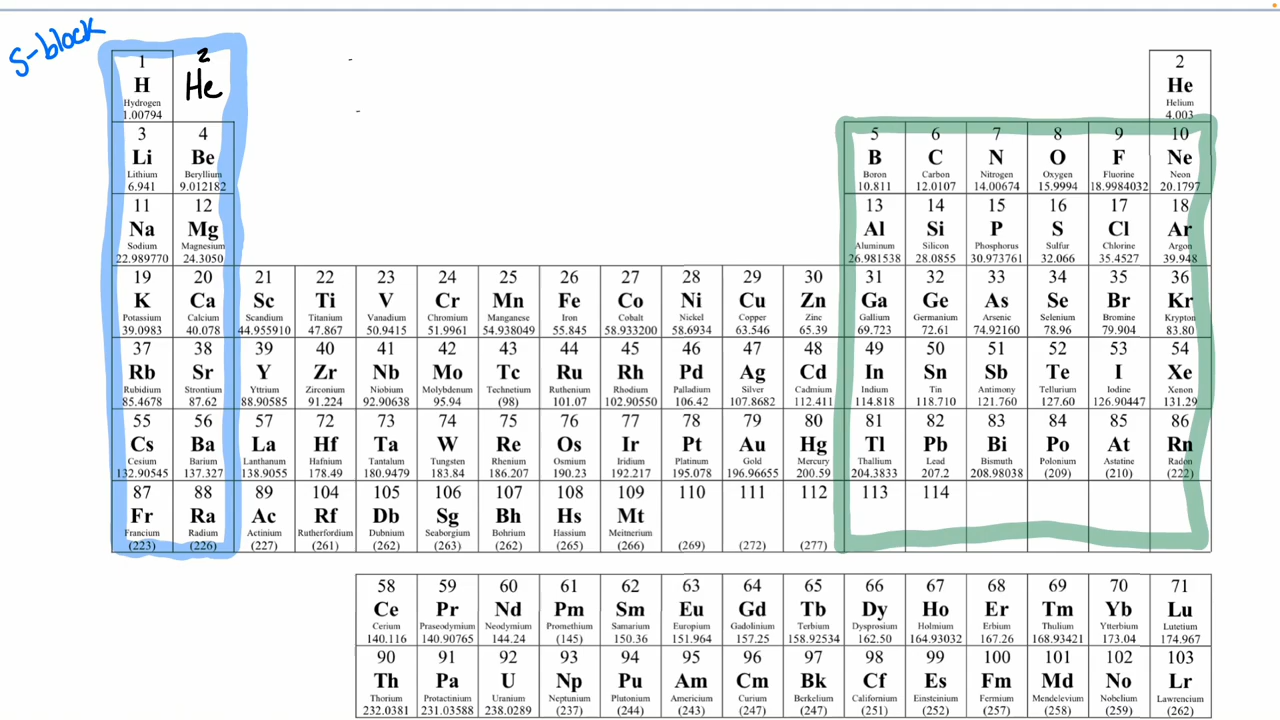 S-block
1 2 2
H He He
Hydrogen Helium
1.00794 4.003
3 4 5 6 7 8 9 10
Li Be B C N O F Ne
Lithium Beryllium Boron Carbon Nitrogen Oxygen Fluorine Neon
6.941 9.012182 10.811 12.0107 14.00674 15.9994 18.9984032 20.1797
11 12 13 14 15 16 17 18
Na Mg Al Si P S Cl Ar
Sodium Magnesium Aluminum Silicon Phosphorus Sulfur Chlorine Argon
22.989770 24.3050 26.981538 28.0855 30.973761 32.066 35.4527 39.948
19 20 21 22 23 24 25 26 27 28 29 30 31 32 33 34 35 36
K Ca Sc Ti V Cr Mn Fe Co Ni Cu Zn Ga Ge As Se Br Kr
Potassium Calcium Scandium Titanium Vanadium Chromium Manganese Iron Cobalt Nickel Copper Zinc Gallium Germanium Arsenic Selenium Bromine Krypton
39.0983 40.078 44.955910 47.867 50.9415 51.9961 54.938049 55.845 58.933200 58.6934 63.546 65.39 69.723 72.61 74.92160 78.96 79.904 83.80
37 38 39 40 41 42 43 44 45 46 47 48 49 50 51 52 53 54
Rb Sr Y Zr Nb Mo Tc Ru Rh Pd Ag Cd In Sn Sb Te I Xe
Rubidium Strontium Yttrium Zirconium Niobium Molybdenum Technetium Ruthenium Rhodium Palladium Silver Cadmium Indium Tin Antimony Tellurium Iodine Xenon
85.4678 87.62 88.90585 91.224 92.90638 95.94 (98) 101.07 102.90550 106.42 107.8682 112.411 114.818 118.710 121.760 127.60 126.90447 131.29
55 56 57 72 73 74 75 76 77 78 79 80 81 82 83 84 85 86
Cs Ba La Hf Ta W Re Os Ir Pt Au Hg Tl Pb Bi Po At Rn
Cesium Barium Lanthanum Hafnium Tantalum Tungsten Rhenium Osmium Iridium Platinum Gold Mercury Thallium Lead Bismuth Polonium Astatine Radon
132.90545 137.327 138.9055 178.49 180.9479 183.84 186.207 190.23 192.217 195.078 196.96655 200.59 204.3833 207.2 208.98038 (209) (210) (222)
87 88 89 104 105 106 107 108 109 110 111 112 113 114
Fr Ra Ac Rf Db Sg Bh Hs Mt
Francium Radium Actinium Rutherfordium Dubnium Seaborgium Bohrium Hassium Meitnerium
(223) (226) (227) (261) (262) (263) (262) (265) (266) (269) (272) (277)
58 59 60 61 62 63 64 65 66 67 68 69 70 71
Ce Pr Nd Pm Sm Eu Gd Tb Dy Ho Er Tm Yb Lu
Cerium Praseodymium Neodymium Promethium Samarium Europium Gadolinium Terbium Dysprosium Holmium Erbium Thulium Ytterbium Lutetium
140.116 140.90765 144.24 (145) 150.36 151.964 157.25 158.92534 162.50 164.93032 167.26 168.93421 173.04 174.967
90 91 92 93 94 95 96 97 98 99 100 101 102 103
Th Pa U Np Pu Am Cm Bk Cf Es Fm Md No Lr
Thorium Protactinium Uranium Neptunium Plutonium Americium Curium Berkelium Californium Einsteinium Fermium Mendelevium Nobelium Lawrencium
232.0381 231.03588 238.0289 (237) (244) (243) (247) (247) (251) (252) (257) (258) (259) (262)